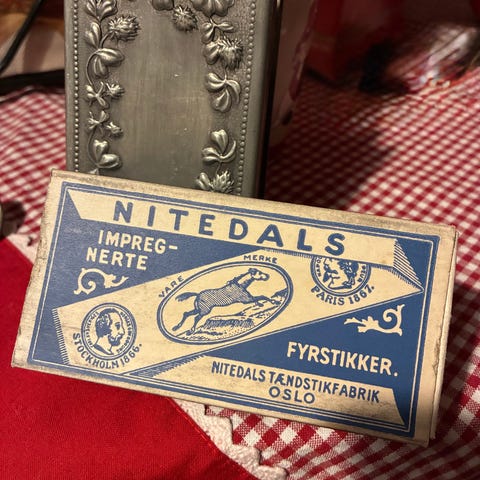 NITEDALS
IMPREG-
NERTE
VARE MERKE
PARIS 1867.
STOCKHOLM 1866.
FYRSTIKKER.
NITEDALS TÆNDSTIKFABRIK
OSLO